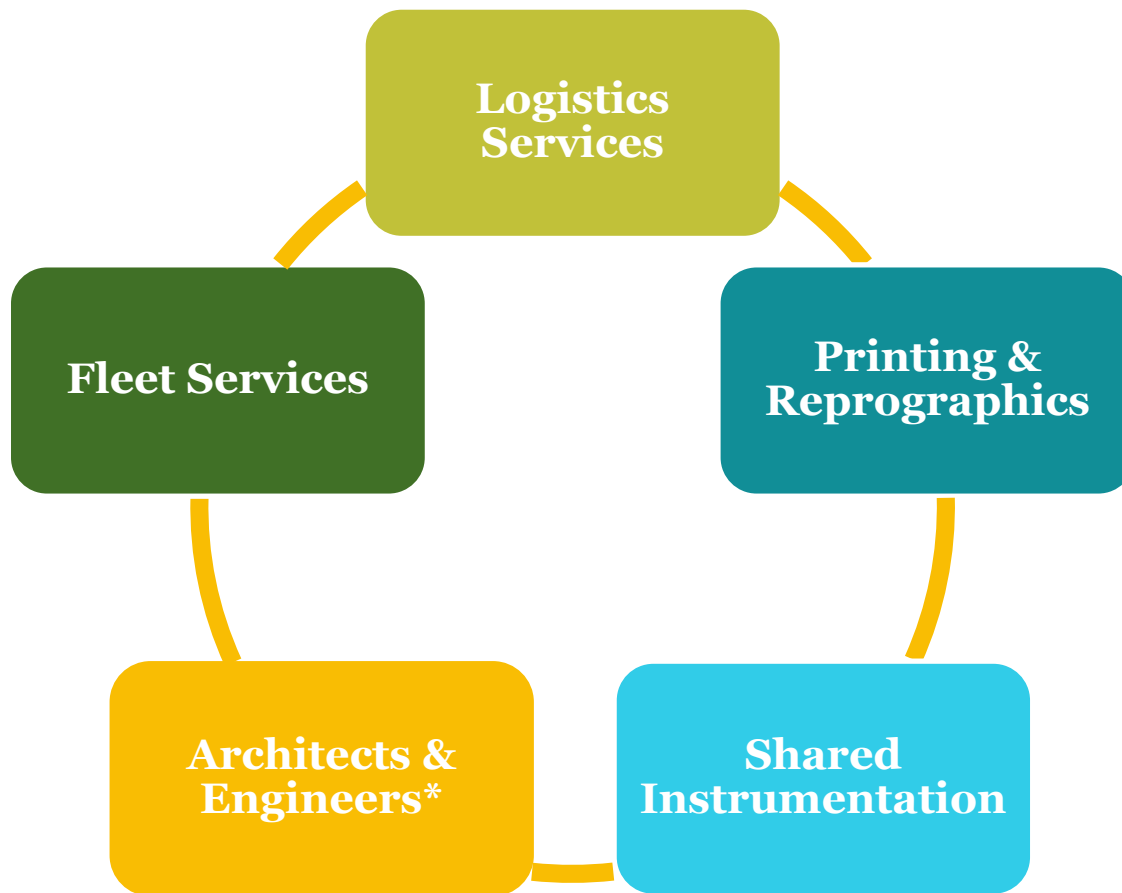 Logistics
Services
Fleet Services
Printing &
Reprographics
Architects &
Engineers*
Shared
Instrumentation